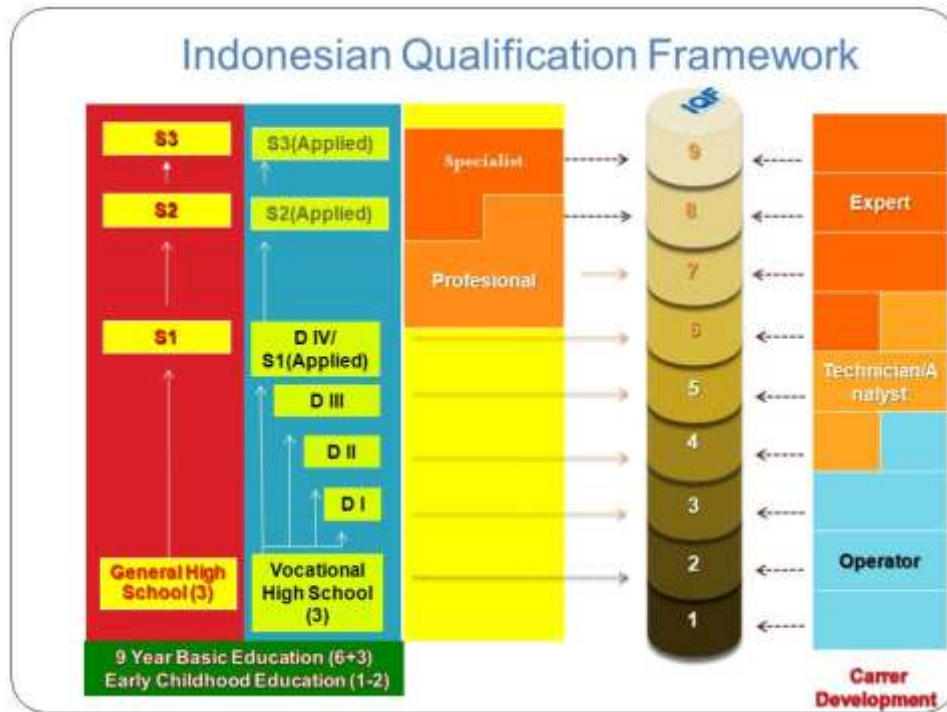 Indonesian Qualification Framework
IQF
S3
S3(Applied)
Specialist
9
S2
S2(Applied)
8
Expert
Profesional
7
S1
D IV/
S1(Applied)
6
Technician/A
nalyst
D III
5
D II
4
D I
3
General High
School (3)
Vocational
High School
(3)
2
Operator
1
9 Year Basic Education (6+3)
Early Childhood Education (1-2)
Carrer
Development